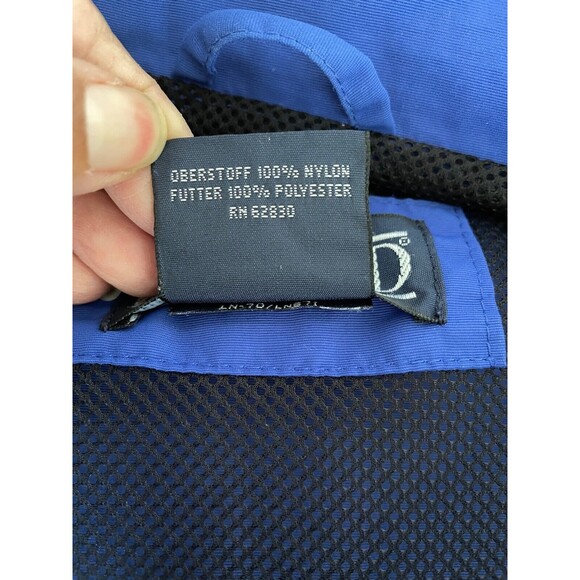 OBERSTOFF 100% NYLON
FUTTER 100% POLYESTER
RN 62830